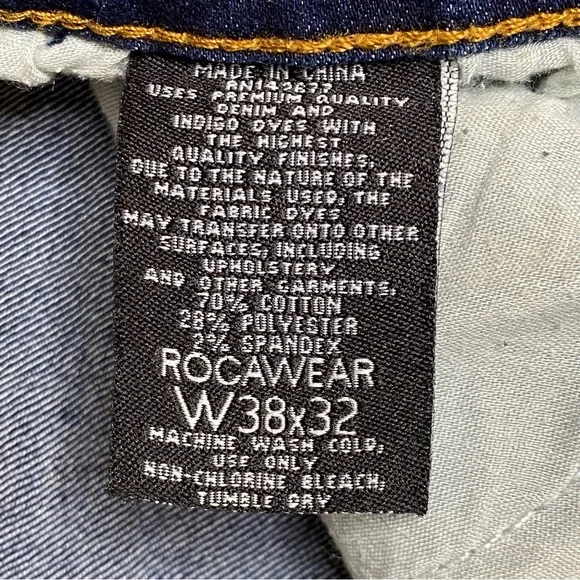 MADE IN CHINA
RN142877
USES PREMIUM QUALITY
DENIM AND
INDIGO DYES WITH
THE HIGHEST
QUALITY FINISHES,
DUE TO THE NATURE OF THE
MATERIALS USED, THE
FABRIC DYES
MAY TRANSFER ONTO OTHER
SURFACES, INCLUDING
UPHOLSTERY
AND OTHER GARMENTS,
70% COTTON
28% POLYESTER
2% SPANDEX
ROCAWEAR
W38x32
MACHINE WASH COLD,
USE ONLY
NON-CHLORINE BLEACH,
TUMBLE DRY